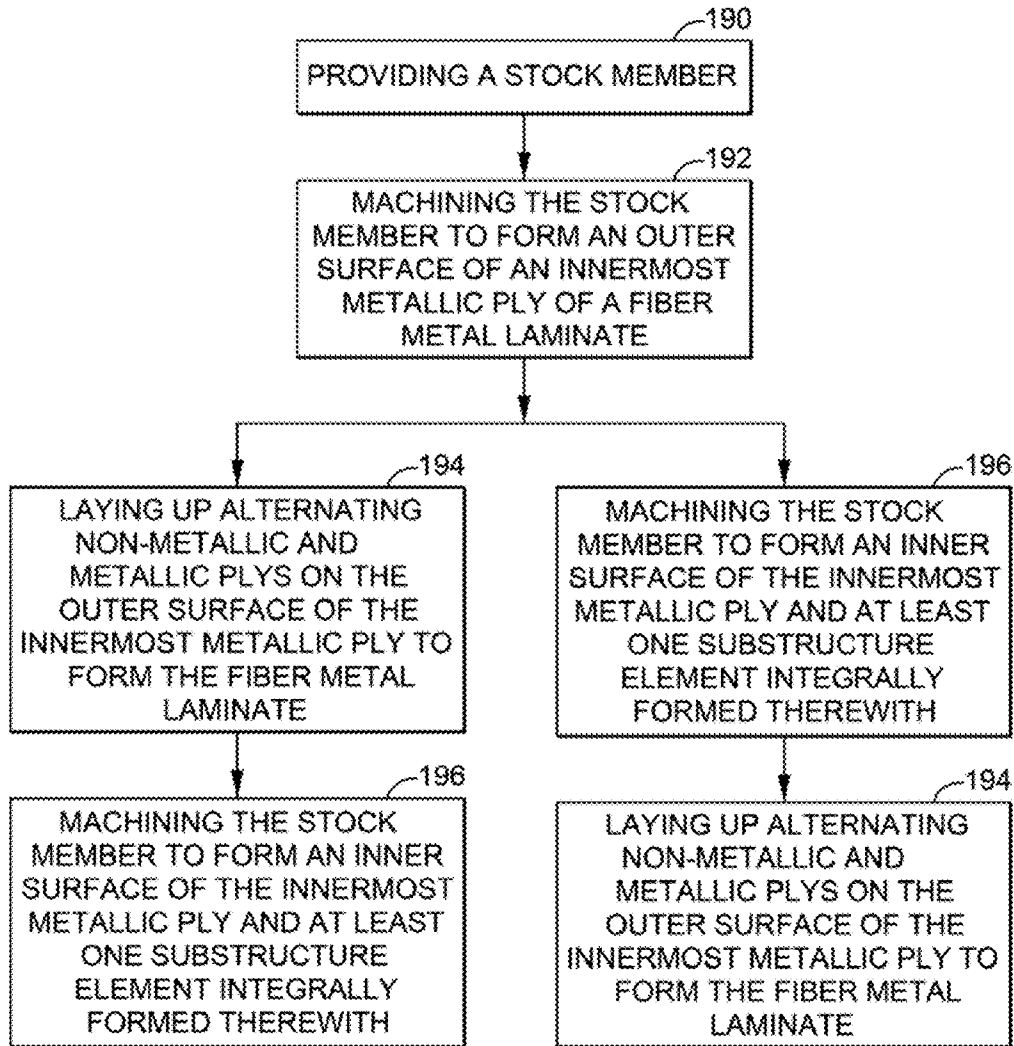 190
PROVIDING A STOCK MEMBER
192
MACHINING THE STOCK
MEMBER TO FORM AN OUTER
SURFACE OF AN INNERMOST
METALLIC PLY OF A FIBER
METAL LAMINATE
194
LAYING UP ALTERNATING
NON-METALLIC AND
METALLIC PLYS ON THE
OUTER SURFACE OF THE
INNERMOST METALLIC PLY TO
FORM THE FIBER METAL
LAMINATE
196
MACHINING THE STOCK
MEMBER TO FORM AN INNER
SURFACE OF THE INNERMOST
METALLIC PLY AND AT LEAST
ONE SUBSTRUCTURE
ELEMENT INTEGRALLY
FORMED THEREWITH
196
MACHINING THE STOCK
MEMBER TO FORM AN INNER
SURFACE OF THE INNERMOST
METALLIC PLY AND AT LEAST
ONE SUBSTRUCTURE
ELEMENT INTEGRALLY
FORMED THEREWITH
194
LAYING UP ALTERNATING
NON-METALLIC AND
METALLIC PLYS ON THE
OUTER SURFACE OF THE
INNERMOST METALLIC PLY TO
FORM THE FIBER METAL
LAMINATE